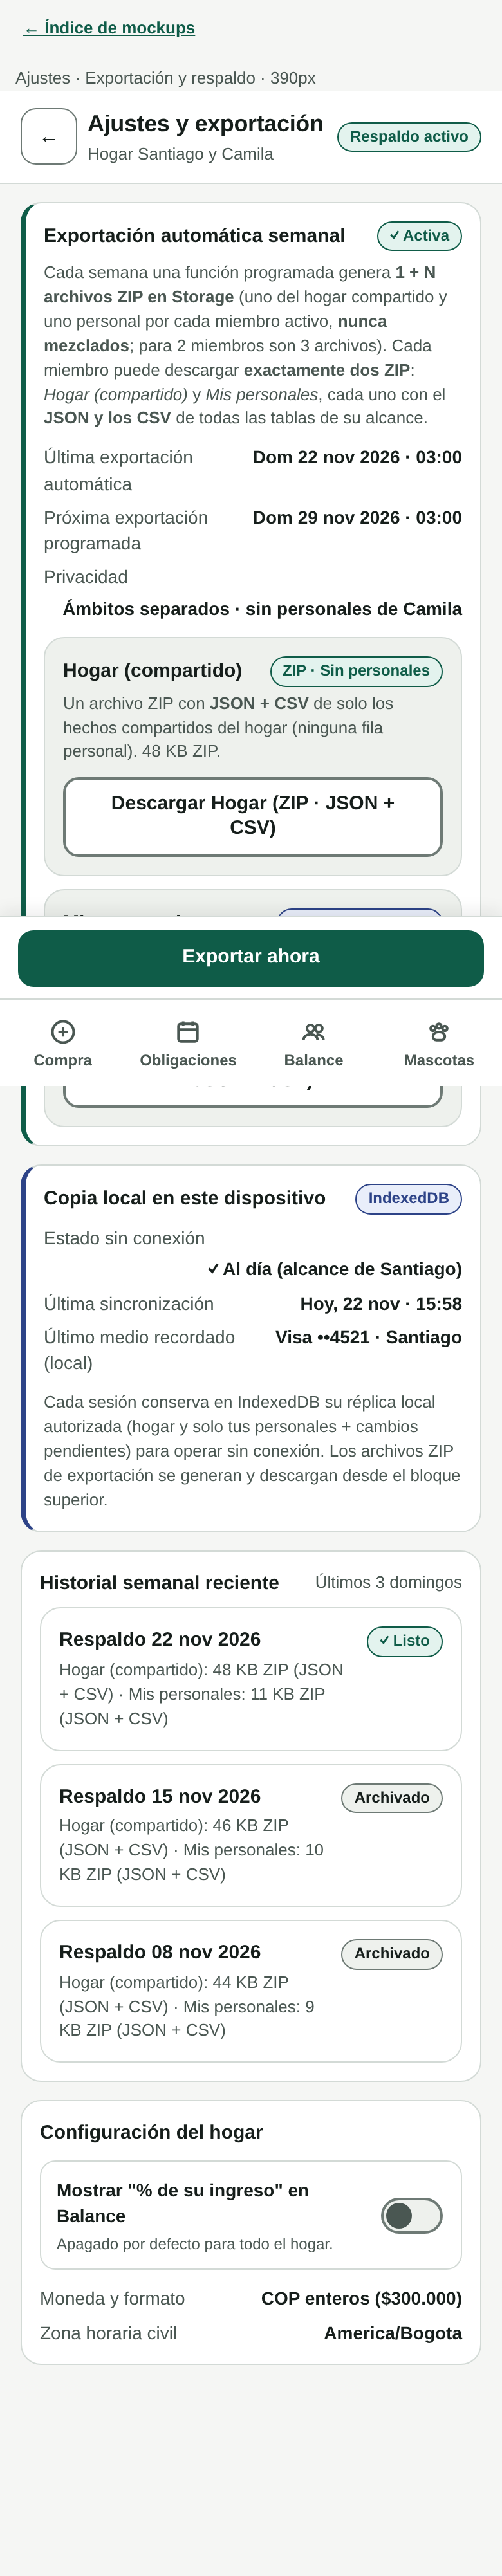 ← Índice de mockups
Ajustes · Exportación y respaldo · 390px
←
Ajustes y exportación
Hogar Santiago y Camila
Respaldo activo
Exportación automática semanal
✓ Activa
Cada semana una función programada genera 1 + N
archivos ZIP en Storage (uno del hogar compartido y
uno personal por cada miembro activo, nunca
mezclados; para 2 miembros son 3 archivos). Cada
miembro puede descargar exactamente dos ZIP:
Hogar (compartido) y Mis personales, cada uno con el
JSON y los CSV de todas las tablas de su alcance.
Última exportación
automática
Dom 22 nov 2026 · 03:00
Próxima exportación
programada
Dom 29 nov 2026 · 03:00
Privacidad
Ámbitos separados · sin personales de Camila
Hogar (compartido)
ZIP · Sin personales
Un archivo ZIP con JSON + CSV de solo los
hechos compartidos del hogar (ninguna fila
personal). 48 KB ZIP.
Descargar Hogar (ZIP · JSON +
CSV)
Exportar ahora
Compra
Obligaciones
Balance
Mascotas
Copia local en este dispositivo
IndexedDB
Estado sin conexión
✓ Al día (alcance de Santiago)
Última sincronización
Hoy, 22 nov · 15:58
Último medio recordado
(local)
Visa ••4521 · Santiago
Cada sesión conserva en IndexedDB su réplica local
autorizada (hogar y solo tus personales + cambios
pendientes) para operar sin conexión. Los archivos ZIP
de exportación se generan y descargan desde el bloque
superior.
Historial semanal reciente
Últimos 3 domingos
Respaldo 22 nov 2026
✓ Listo
Hogar (compartido): 48 KB ZIP (JSON
+ CSV) · Mis personales: 11 KB ZIP
(JSON + CSV)
Respaldo 15 nov 2026
Archivado
Hogar (compartido): 46 KB ZIP
(JSON + CSV) · Mis personales: 10
KB ZIP (JSON + CSV)
Respaldo 08 nov 2026
Archivado
Hogar (compartido): 44 KB ZIP
(JSON + CSV) · Mis personales: 9
KB ZIP (JSON + CSV)
Configuración del hogar
Mostrar "% de su ingreso" en
Balance
Apagado por defecto para todo el hogar.
Moneda y formato
COP enteros ($300.000)
Zona horaria civil
America/Bogota